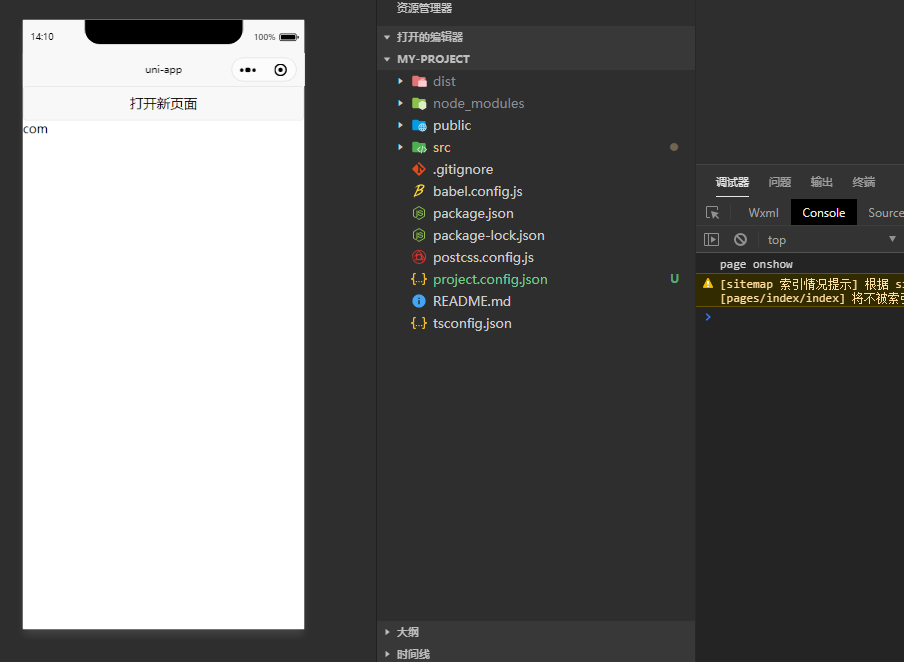 14:10
100%
uni-app
打开新页面
com
资源管理器
打开的编辑器
MY-PROJECT
dist
node_modules
public
src
.gitignore
babel.config.js
package.json
package-lock.json
postcss.config.js
project.config.json U
README.md
tsconfig.json
大纲
时间线
调试器 问题 输出 终端
Wxml Console Source
top
page onshow
[sitemap 索引情况提示] 根据 si
[pages/index/index] 将不被索引